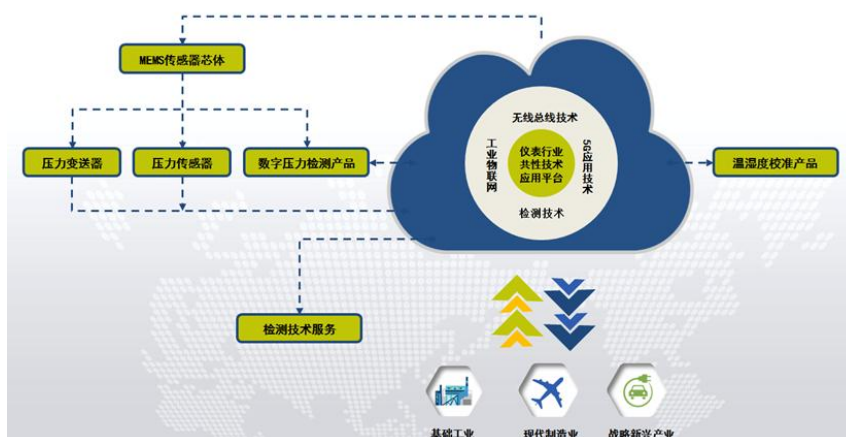 MEMS传感器芯体
无线总线技术
工业物联网
仪表行业
共性技术
应用平台
5G应用技术
检测技术
压力变送器
压力传感器
数字压力检测产品
温湿度校准产品
检测技术服务
基础工业
现代制造业
战略新兴产业